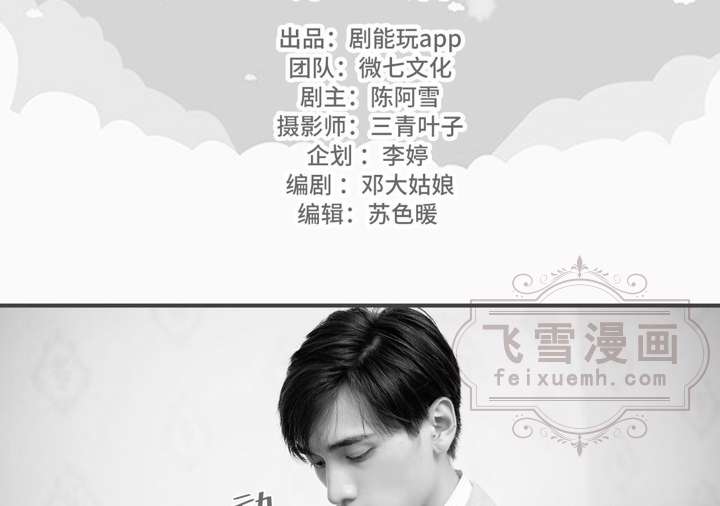 出品：剧能玩app
团队：微七文化
剧主：陈阿雪
摄影师：三青叶子
企划：李婷
编剧：邓大姑娘
编辑：苏色暖
飞雪漫画
feixuemh.com